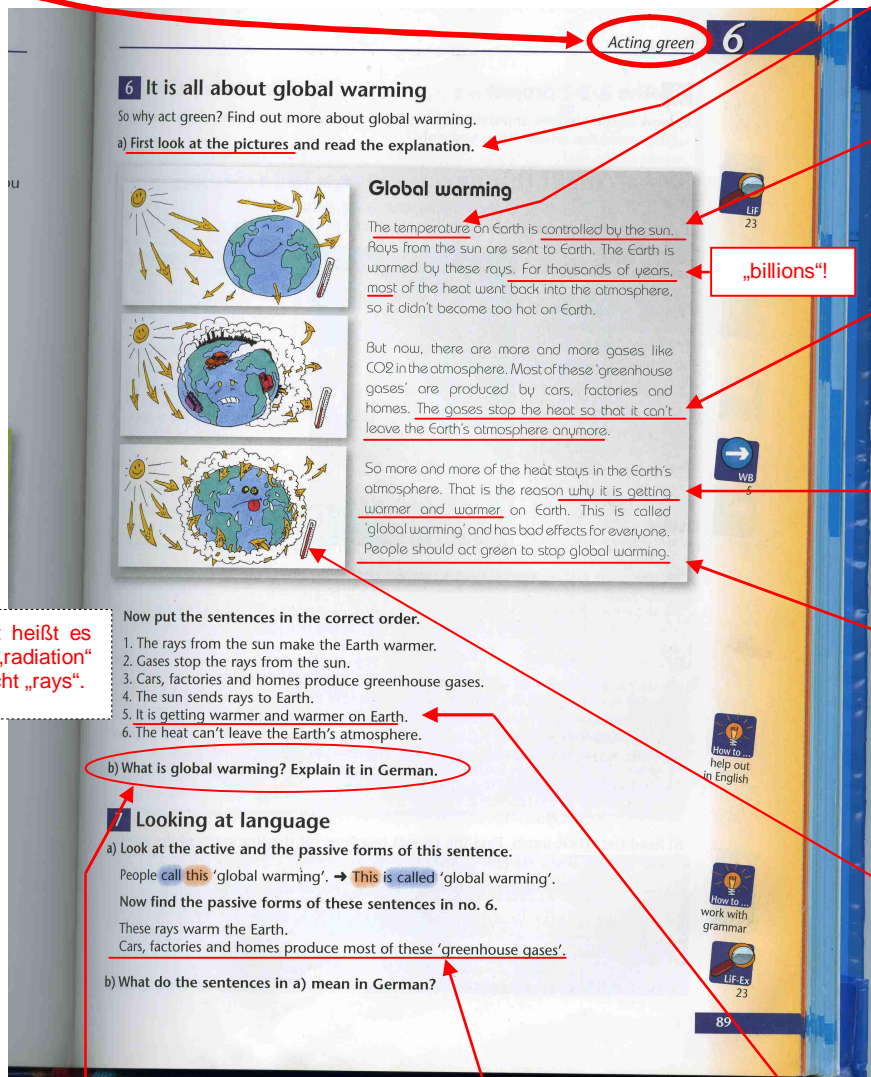 Acting green 6
6 It is all about global warming
So why act green? Find out more about global warming.
a) First look at the pictures and read the explanation.
Global warming
The temperature on Earth is controlled by the sun.
Rays from the sun are sent to Earth. The Earth is
warmed by these rays. For thousands of years,
most of the heat went back into the atmosphere,
so it didn't become too hot on Earth.
But now, there are more and more gases like
CO2 in the atmosphere. Most of these 'greenhouse
gases' are produced by cars, factories and
homes. The gases stop the heat so that it can't
leave the Earth's atmosphere anymore.
So more and more of the heat stays in the Earth's
atmosphere. That is the reason why it is getting
warmer and warmer on Earth. This is called
'global warming' and has bad effects for everyone.
People should act green to stop global warming.
LiF
23
„billions“!
WB
5
Now put the sentences in the correct order.
1. The rays from the sun make the Earth warmer.
2. Gases stop the rays from the sun.
3. Cars, factories and homes produce greenhouse gases.
4. The sun sends rays to Earth.
5. It is getting warmer and warmer on Earth.
6. The heat can't leave the Earth's atmosphere.
heißt es
„radiation“
„rays“.
b) What is global warming? Explain it in German.
How to ...
help out
in English
7 Looking at language
a) Look at the active and the passive forms of this sentence.
People call this 'global warming'. ➜ This is called 'global warming'.
Now find the passive forms of these sentences in no. 6.
These rays warm the Earth.
Cars, factories and homes produce most of these 'greenhouse gases'.
b) What do the sentences in a) mean in German?
How to ...
work with
grammar
LiF-Ex
23
89